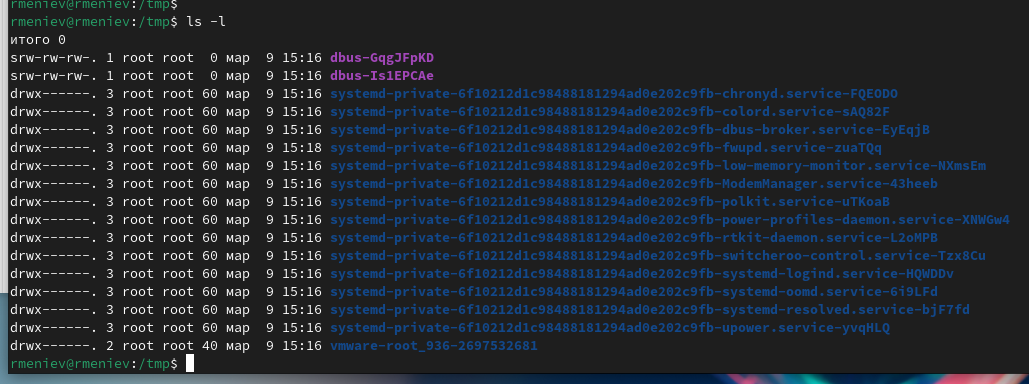 rmeniev@rmeniev:/tmp$
rmeniev@rmeniev:/tmp$ ls -l
итого 0
srw-rw-rw-. 1 root root  0 мар  9 15:16 dbus-GqgJFpKD
srw-rw-rw-. 1 root root  0 мар  9 15:16 dbus-Is1EPCAe
drwx------. 3 root root 60 мар  9 15:16 systemd-private-6f10212d1c98488181294ad0e202c9fb-chronyd.service-FQEODO
drwx------. 3 root root 60 мар  9 15:16 systemd-private-6f10212d1c98488181294ad0e202c9fb-colord.service-sAQ82F
drwx------. 3 root root 60 мар  9 15:16 systemd-private-6f10212d1c98488181294ad0e202c9fb-dbus-broker.service-EyEqjB
drwx------. 3 root root 60 мар  9 15:18 systemd-private-6f10212d1c98488181294ad0e202c9fb-fwupd.service-zuaTQq
drwx------. 3 root root 60 мар  9 15:16 systemd-private-6f10212d1c98488181294ad0e202c9fb-low-memory-monitor.service-NXmsEm
drwx------. 3 root root 60 мар  9 15:16 systemd-private-6f10212d1c98488181294ad0e202c9fb-ModemManager.service-43heeb
drwx------. 3 root root 60 мар  9 15:16 systemd-private-6f10212d1c98488181294ad0e202c9fb-polkit.service-uTKoaB
drwx------. 3 root root 60 мар  9 15:16 systemd-private-6f10212d1c98488181294ad0e202c9fb-power-profiles-daemon.service-XNWGw4
drwx------. 3 root root 60 мар  9 15:16 systemd-private-6f10212d1c98488181294ad0e202c9fb-rtkit-daemon.service-L2oMPB
drwx------. 3 root root 60 мар  9 15:16 systemd-private-6f10212d1c98488181294ad0e202c9fb-switcheroo-control.service-Tzx8Cu
drwx------. 3 root root 60 мар  9 15:16 systemd-private-6f10212d1c98488181294ad0e202c9fb-systemd-logind.service-HQWDDv
drwx------. 3 root root 60 мар  9 15:16 systemd-private-6f10212d1c98488181294ad0e202c9fb-systemd-oomd.service-6i9LFd
drwx------. 3 root root 60 мар  9 15:16 systemd-private-6f10212d1c98488181294ad0e202c9fb-systemd-resolved.service-bjF7fd
drwx------. 3 root root 60 мар  9 15:16 systemd-private-6f10212d1c98488181294ad0e202c9fb-upower.service-yvqHLQ
drwx------. 2 root root 40 мар  9 15:16 vmware-root_936-2697532681
rmeniev@rmeniev:/tmp$